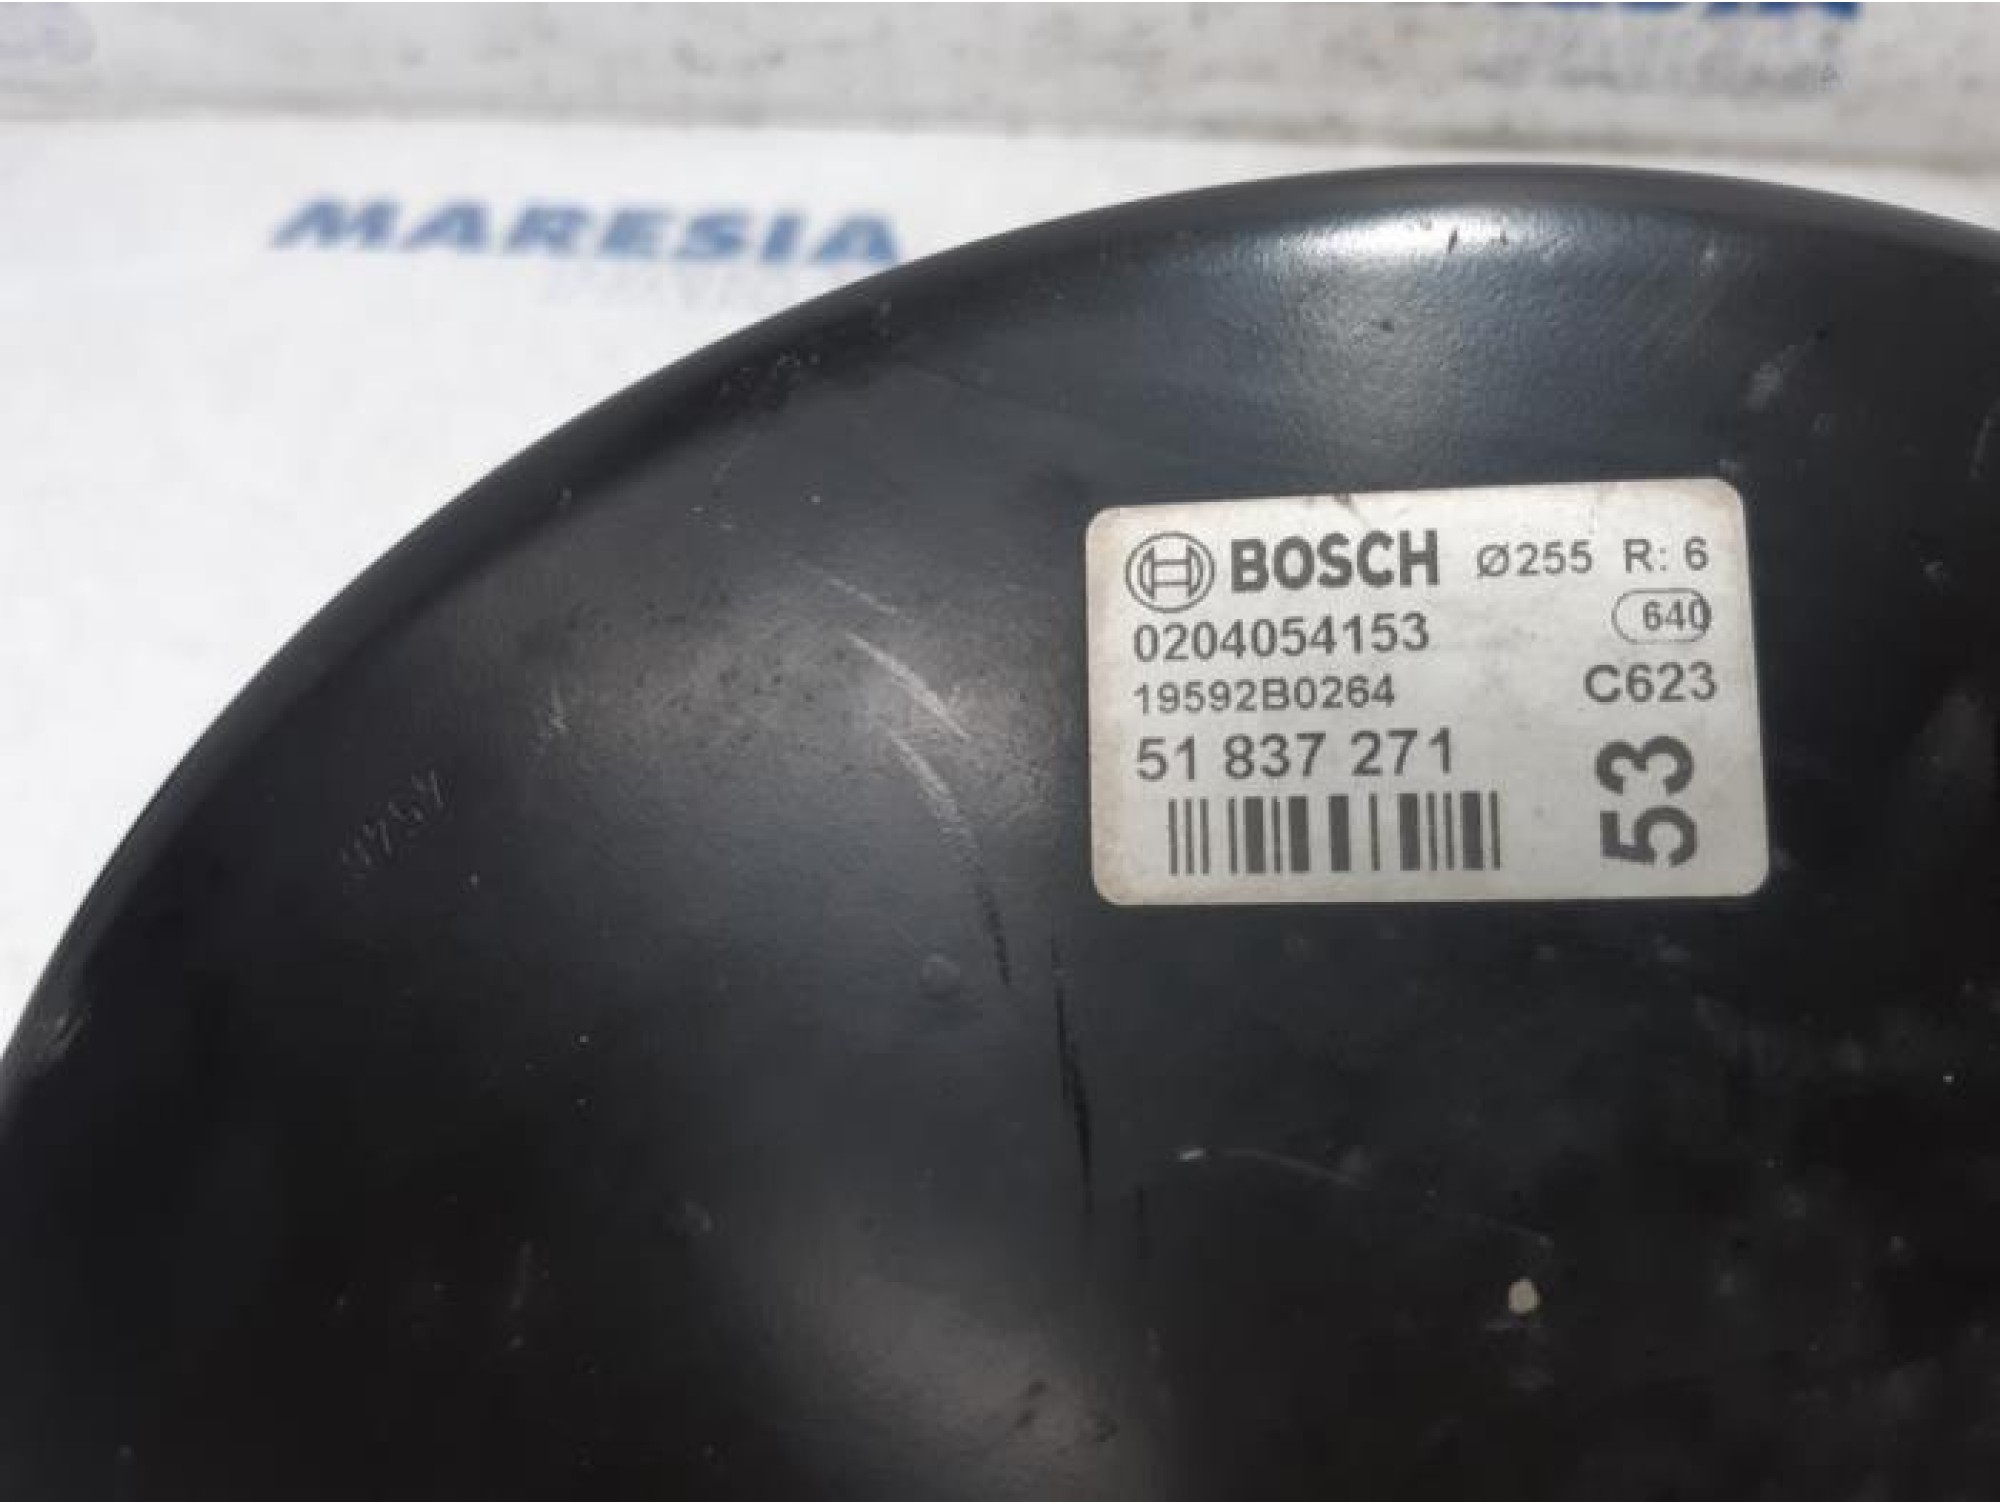 MARESIA
BOSCH Ø255 R: 6
0204054153 640
19592B0264 C623
51 837 271
53